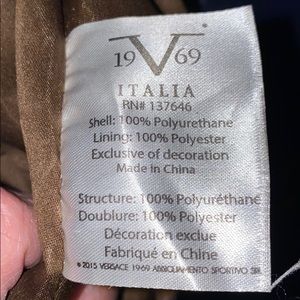 19 V 69
ITALIA
RN# 137646
Shell: 100% Polyurethane
Lining: 100% Polyester
Exclusive of decoration
Made in China
Structure: 100% Polyuréthane
Doublure: 100% Polyester
Décoration exclue
Fabriqué en Chine
©2015 VERSACE 1969 ABBIGLIAMENTO SPORTIVO SRL